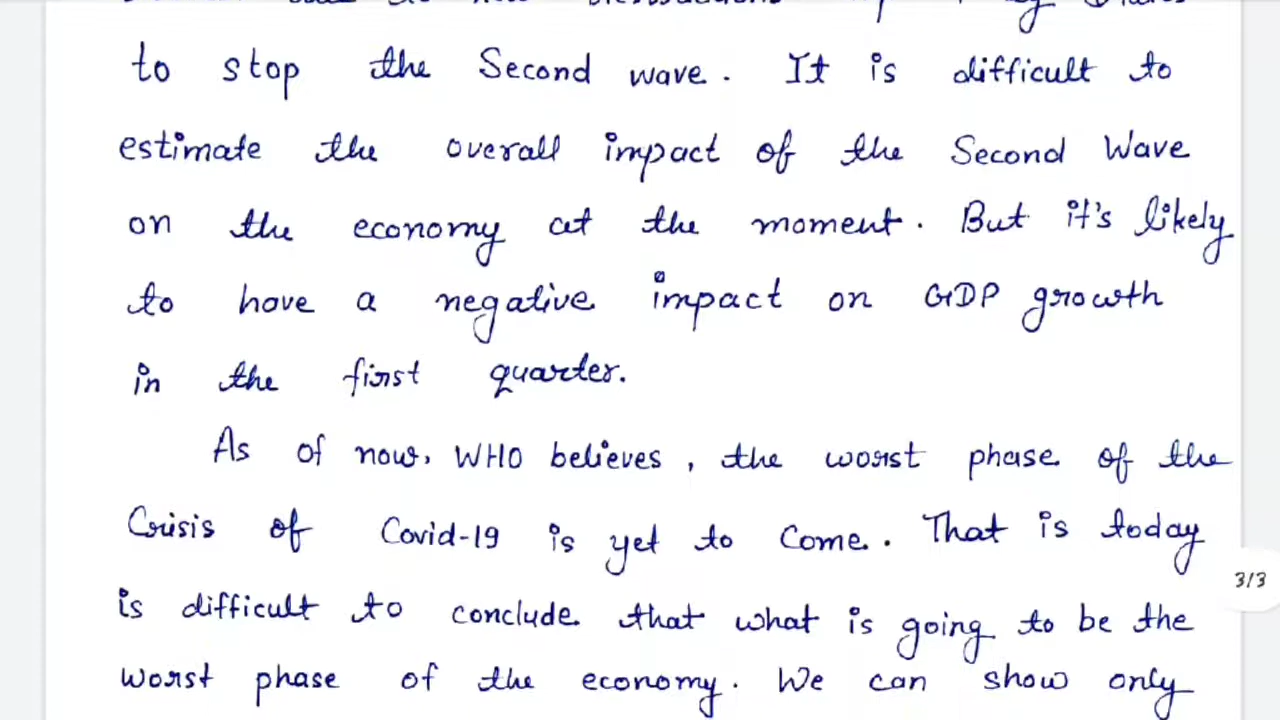 to stop the Second wave. It is difficult to
estimate the overall impact of the Second Wave
on the economy at the moment. But it's likely
to have a negative impact on GDP growth
in the first quarter.
As of now, WHO believes, the worst phase of the
Crisis of Covid-19 is yet to Come. That is today
3/3
is difficult to conclude that what is going to be the
worst phase of the economy. We can show only